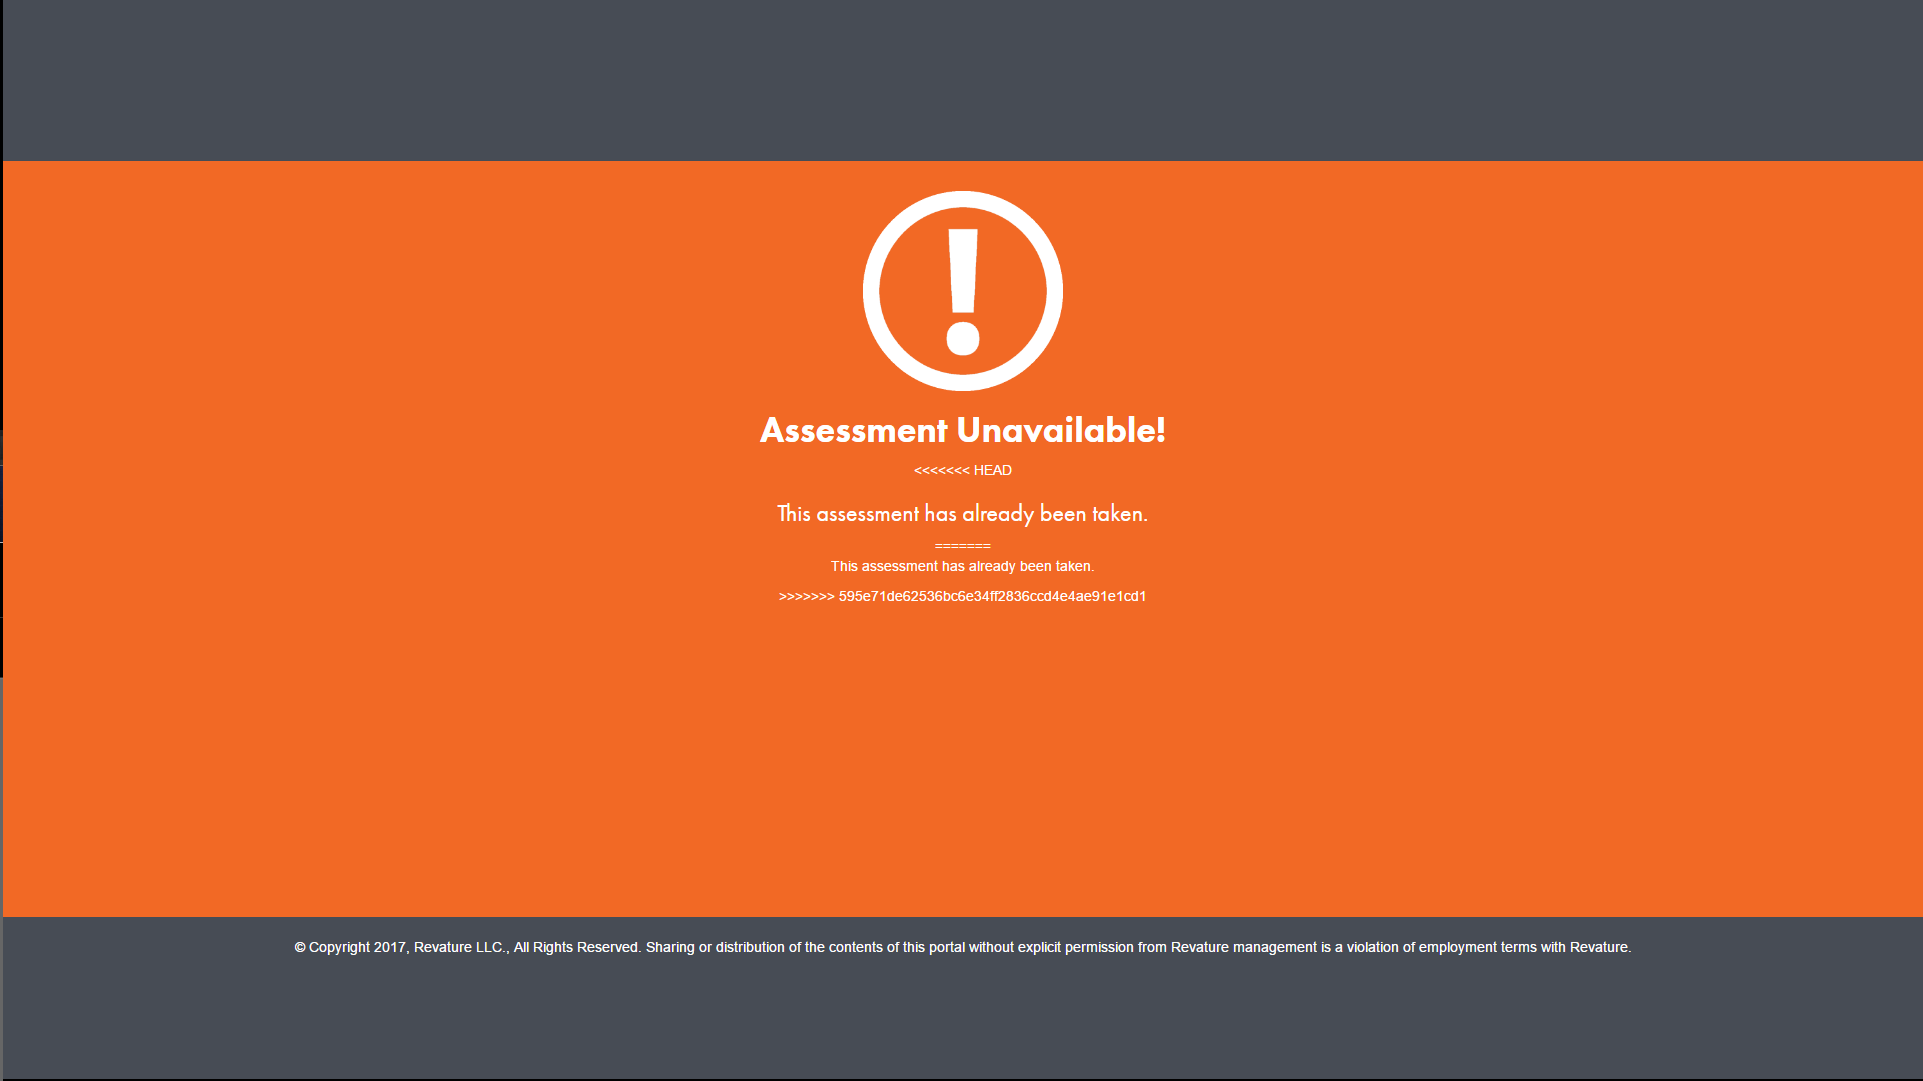 Assessment Unavailable!
<<<<<<< HEAD
This assessment has already been taken.
=======
This assessment has already been taken.
>>>>>>> 595e71de62536bc6e34ff2836ccd4e4ae91e1cd1
© Copyright 2017, Revature LLC., All Rights Reserved. Sharing or distribution of the contents of this portal without explicit permission from Revature management is a violation of employment terms with Revature.